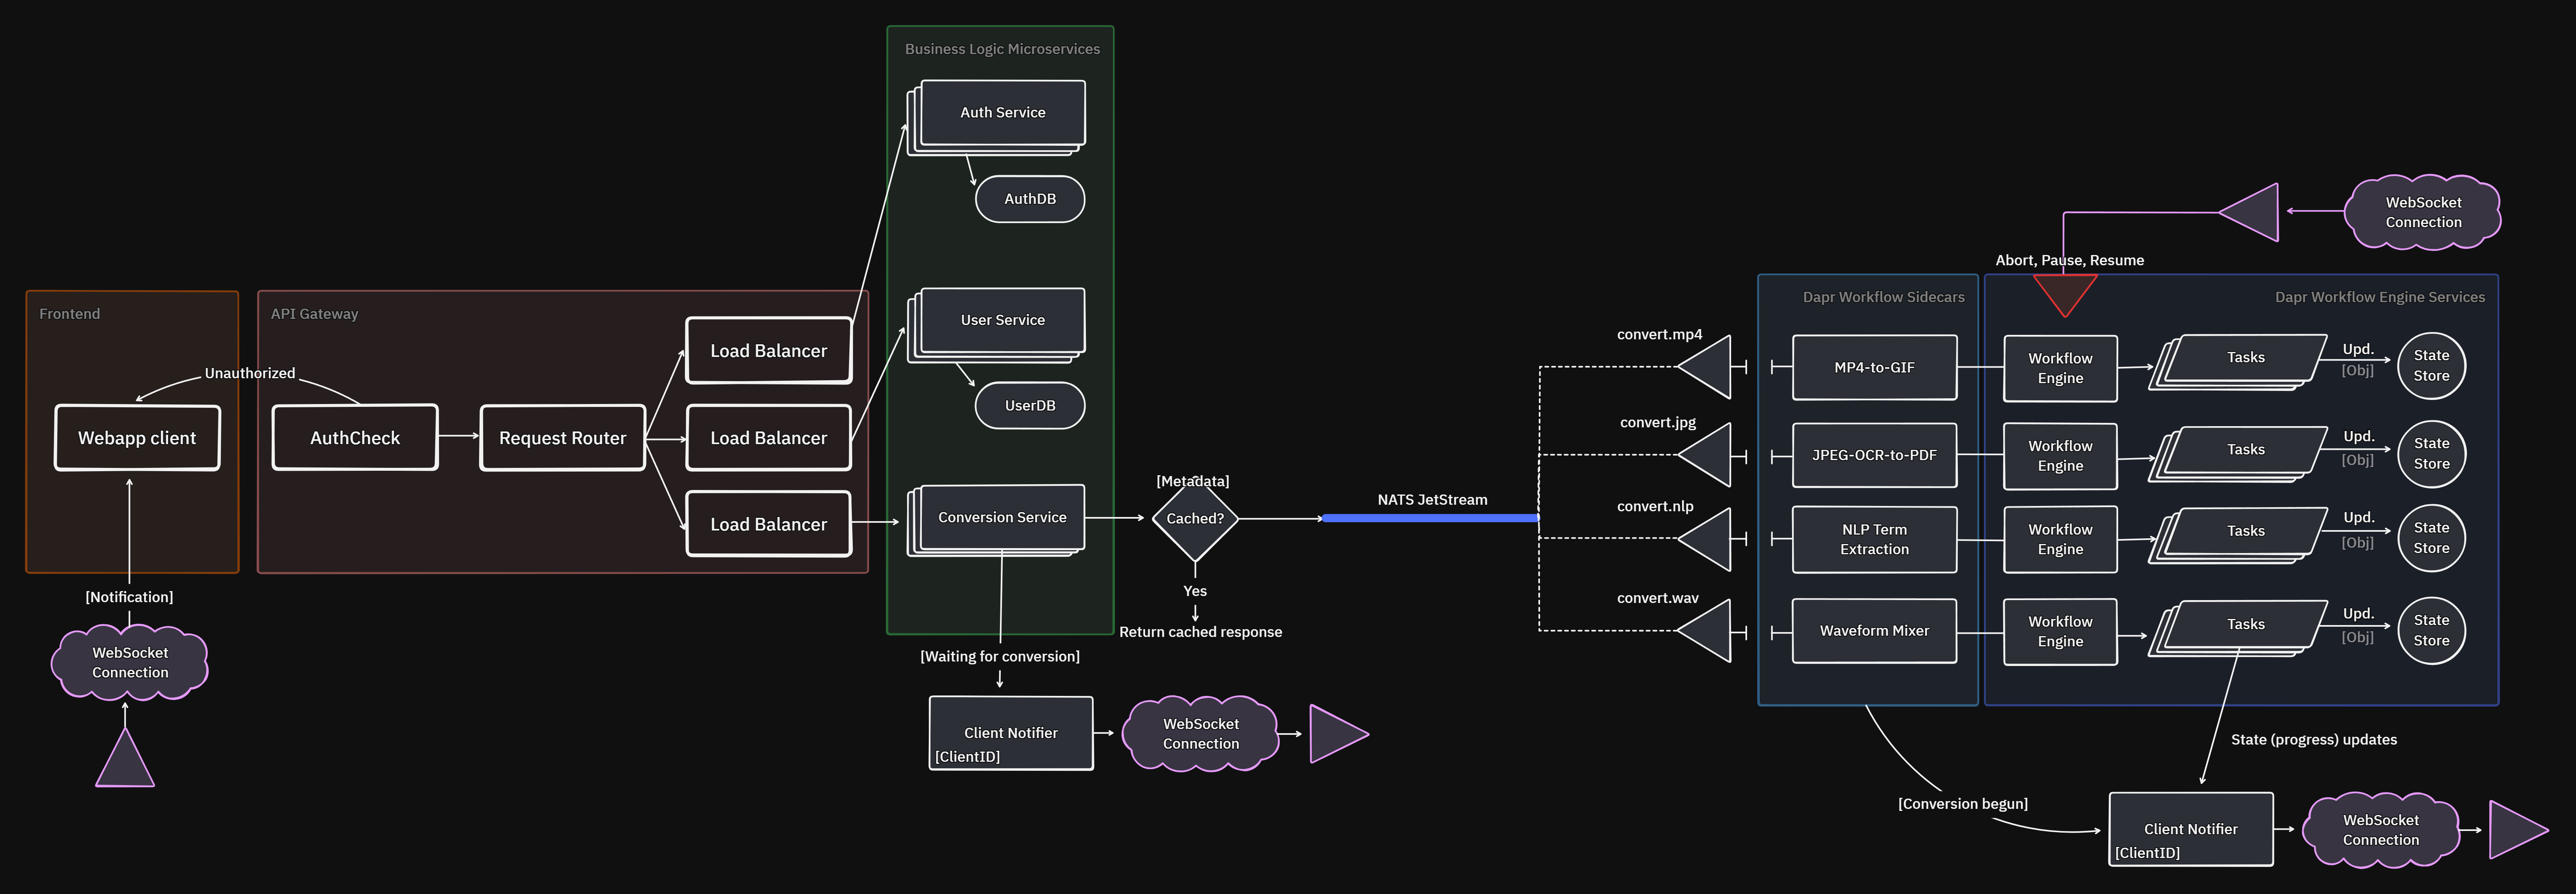 Business Logic Microservices
Auth Service
AuthDB
User Service
UserDB
Conversion Service
Frontend
Webapp client
Unauthorized
API Gateway
AuthCheck
Request Router
Load Balancer
Load Balancer
Load Balancer
[Notification]
WebSocket
Connection
[Metadata]
Cached?
Yes
Return cached response
[Waiting for conversion]
Client Notifier
[ClientID]
WebSocket
Connection
NATS JetStream
convert.mp4
convert.jpg
convert.nlp
convert.wav
WebSocket
Connection
Abort, Pause, Resume
Dapr Workflow Sidecars
MP4-to-GIF
JPEG-OCR-to-PDF
NLP Term
Extraction
Waveform Mixer
Dapr Workflow Engine Services
Workflow
Engine
Tasks
Upd.
[Obj]
State
Store
Workflow
Engine
Tasks
Upd.
[Obj]
State
Store
Workflow
Engine
Tasks
Upd.
[Obj]
State
Store
Workflow
Engine
Tasks
Upd.
[Obj]
State
Store
State (progress) updates
[Conversion begun]
Client Notifier
[ClientID]
WebSocket
Connection